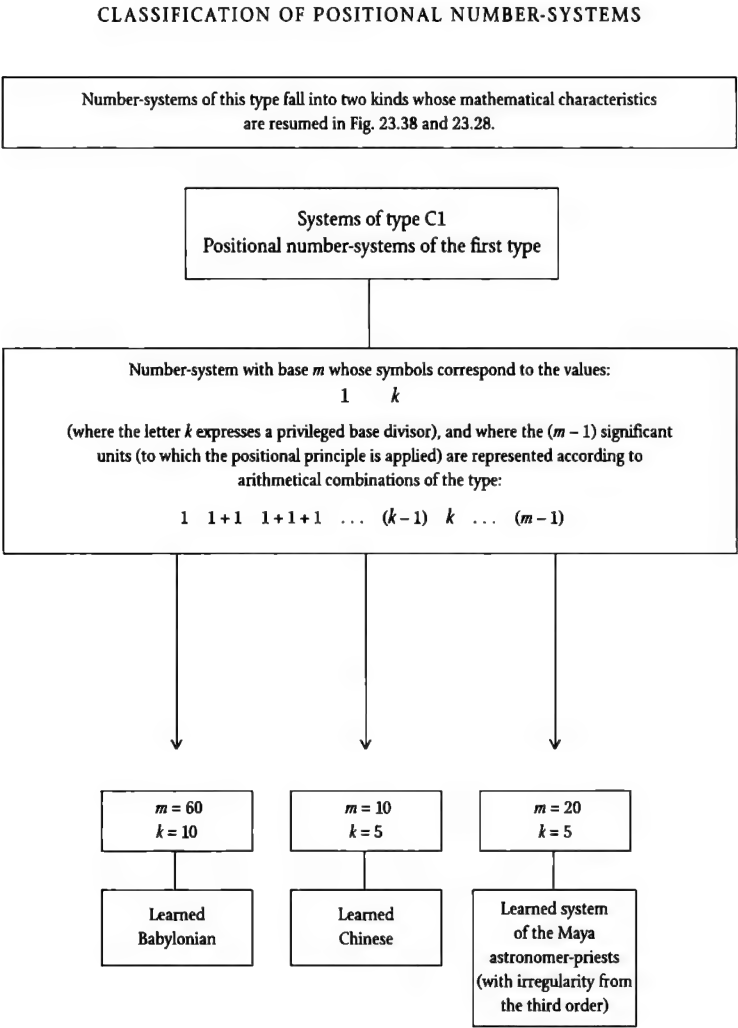 CLASSIFICATION OF POSITIONAL NUMBER-SYSTEMS
Number-systems of this type fall into two kinds whose mathematical characteristics
are resumed in Fig. 23.38 and 23.28.
Systems of type C1
Positional number-systems of the first type
Number-system with base m whose symbols correspond to the values:
1 k
(where the letter k expresses a privileged base divisor), and where the (m – 1) significant
units (to which the positional principle is applied) are represented according to
arithmetical combinations of the type:
1 1+1 1+1+1 ... (k–1) k ... (m–1)
m = 60
k = 10
m = 10
k = 5
m = 20
k = 5
Learned
Babylonian
Learned
Chinese
Learned system
of the Maya
astronomer-priests
(with irregularity from
the third order)